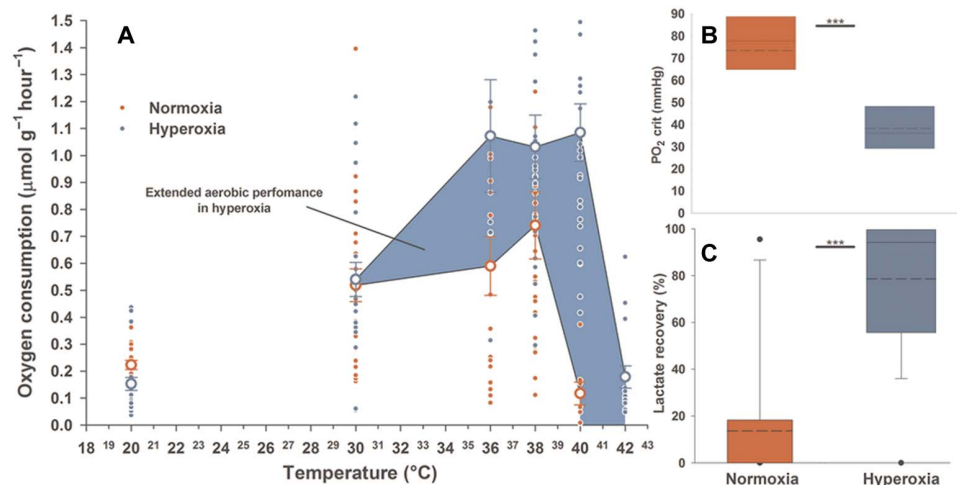 A
Oxygen consumption (μmol g⁻¹ hour⁻¹)
1.5
1.4
1.3
1.2
1.1
1.0
0.9
0.8
0.7
0.6
0.5
0.4
0.3
0.2
0.1
0.0
Normoxia
Hyperoxia
Extended aerobic perfomance
in hyperoxia
18 19 20 21 22 23 24 25 26 27 28 29 30 31 32 33 34 35 36 37 38 39 40 41 42 43
Temperature (°C)
B
***
PO₂ crit (mmHg)
90
80
70
60
50
40
30
20
10
0
C
***
Lactate recovery (%)
100
80
60
40
20
0
Normoxia Hyperoxia